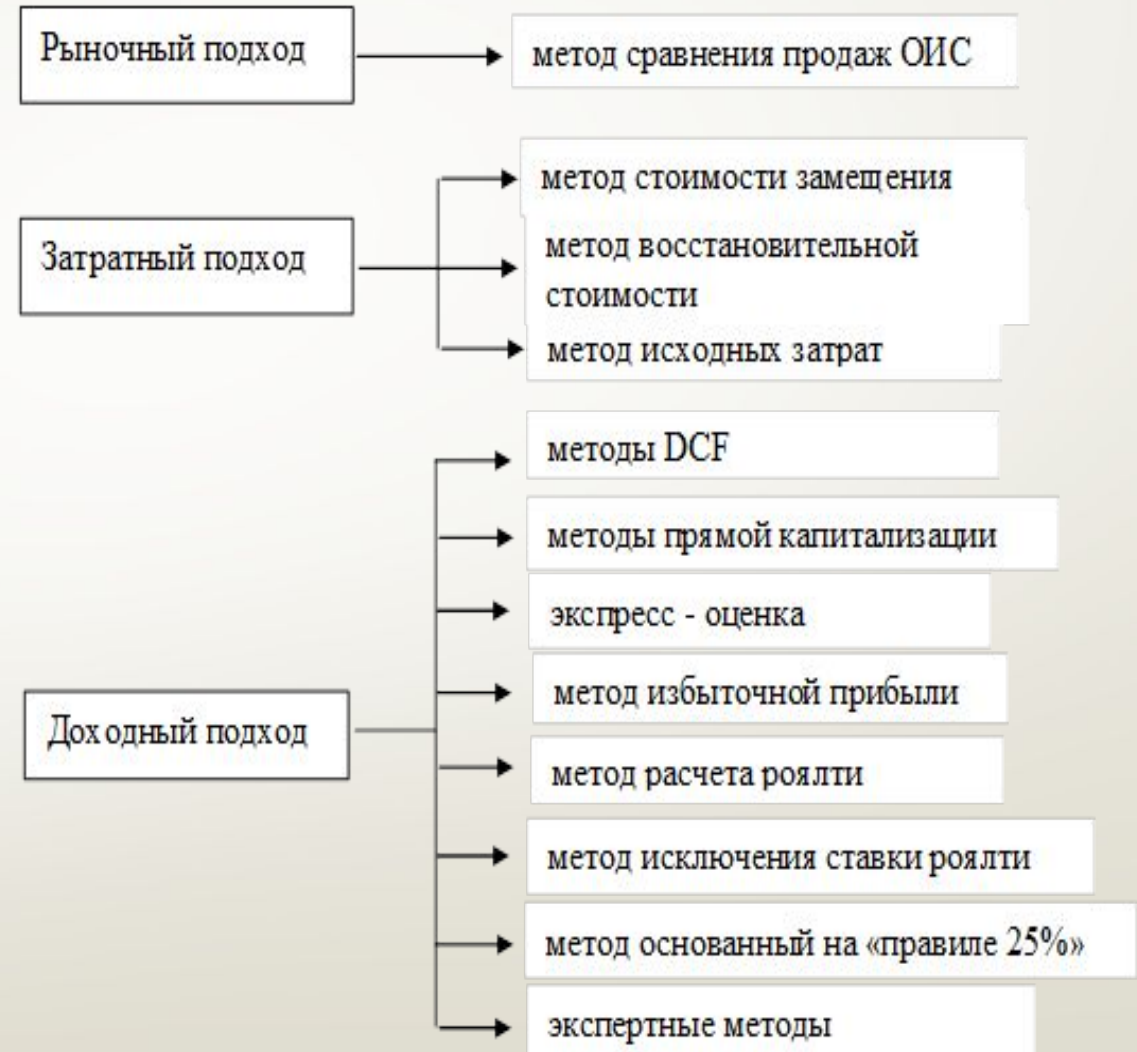 Рыночный подход
метод сравнения продаж ОИС
Затратный подход
метод стоимости замещения
метод восстановительной
стоимости
метод исходных затрат
Доходный подход
методы DCF
методы прямой капитализации
экспресс - оценка
метод избыточной прибыли
метод расчета роялти
метод исключения ставки роялти
метод основанный на «правиле 25%»
экспертные методы